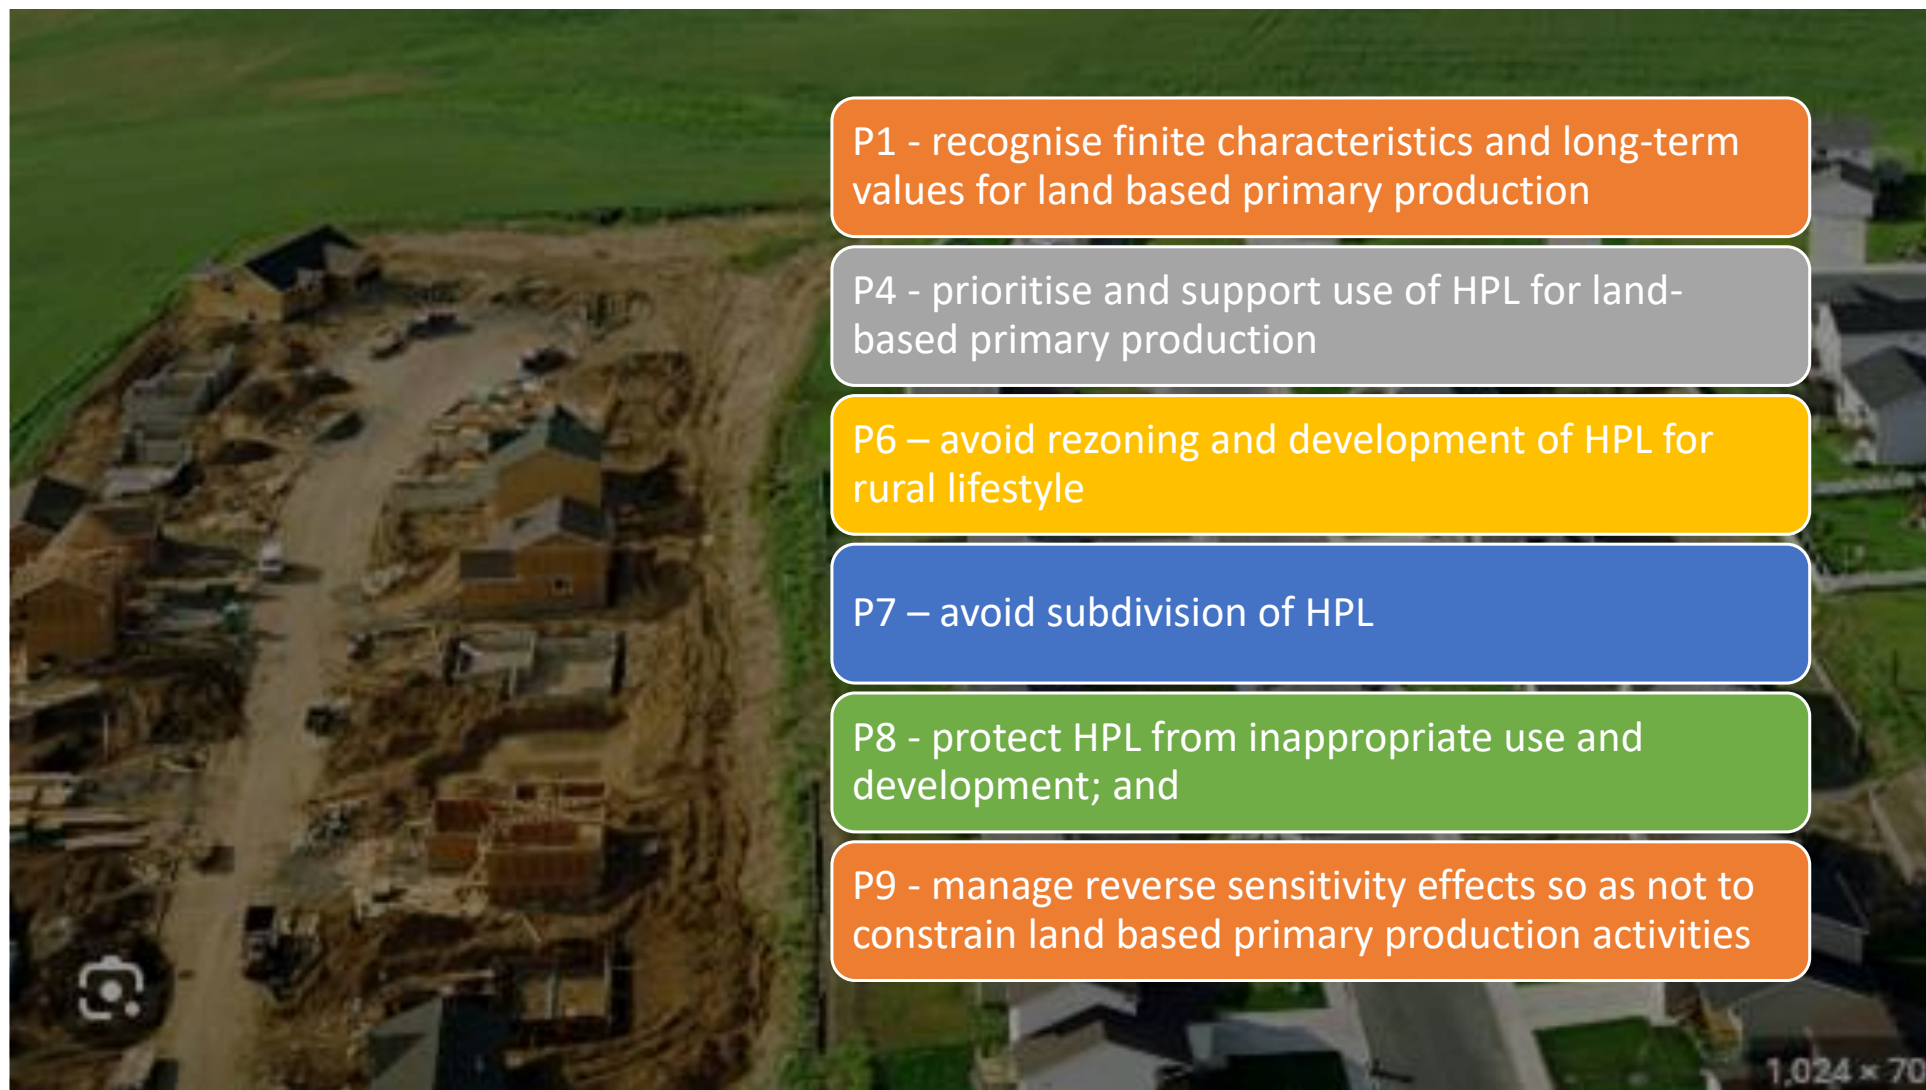 P1 - recognise finite characteristics and long-term
values for land based primary production
P4 - prioritise and support use of HPL for land-
based primary production
P6 – avoid rezoning and development of HPL for
rural lifestyle
P7 – avoid subdivision of HPL
P8 - protect HPL from inappropriate use and
development; and
P9 - manage reverse sensitivity effects so as not to
constrain land based primary production activities
1,024 × 70